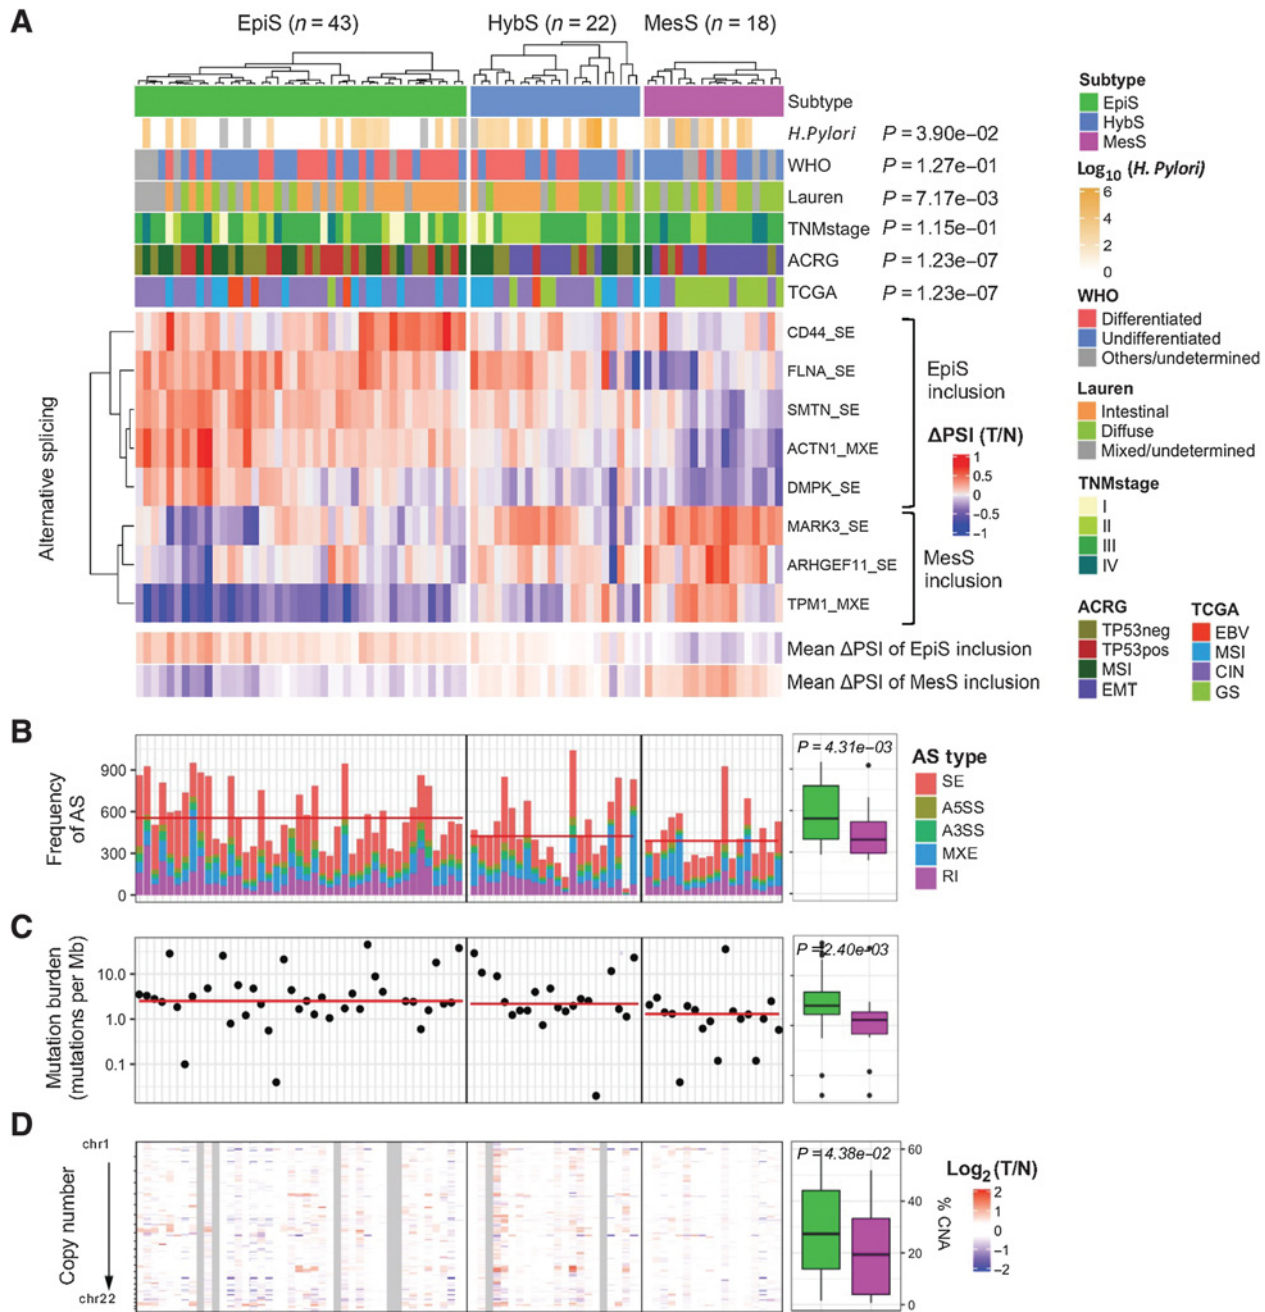 A
EpiS (n = 43)
HybS (n = 22)
MesS (n = 18)
Subtype
H.Pylori P = 3.90e−02
WHO P = 1.27e−01
Lauren P = 7.17e−03
TNMstage P = 1.15e−01
ACRG P = 1.23e−07
TCGA P = 1.23e−07
Alternative splicing
CD44_SE
FLNA_SE
SMTN_SE
ACTN1_MXE
DMPK_SE
MARK3_SE
ARHGEF11_SE
TPM1_MXE
EpiS
inclusion
MesS
inclusion
ΔPSI (T/N)
1
0.5
0
−0.5
−1
Mean ΔPSI of EpiS inclusion
Mean ΔPSI of MesS inclusion
Subtype
EpiS
HybS
MesS
Log10 (H. Pylori)
6
4
2
0
WHO
Differentiated
Undifferentiated
Others/undetermined
Lauren
Intestinal
Diffuse
Mixed/undetermined
TNMstage
I
II
III
IV
ACRG
TP53neg
TP53pos
MSI
EMT
TCGA
EBV
MSI
CIN
GS
B
Frequency
of AS
900
600
300
0
P = 4.31e−03
AS type
SE
A5SS
A3SS
MXE
RI
C
Mutation burden
(mutations per Mb)
10.0
1.0
0.1
P = 2.40e−03
D
Copy number
chr1
chr22
P = 4.38e−02
60
40
20
0
% CNA
Log2 (T/N)
2
1
0
−1
−2